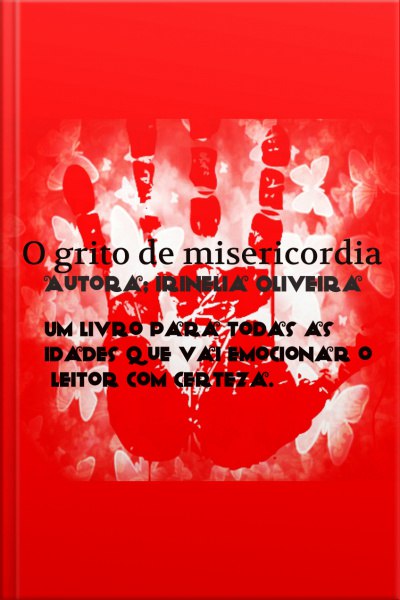 O grito de misericordia
AUTORA; IRINELIA OLIVEIRA
UM LIVRO PARA TODAS AS
IDADES QUE VAI EMOCIONAR O
LEITOR COM CERTEZA.